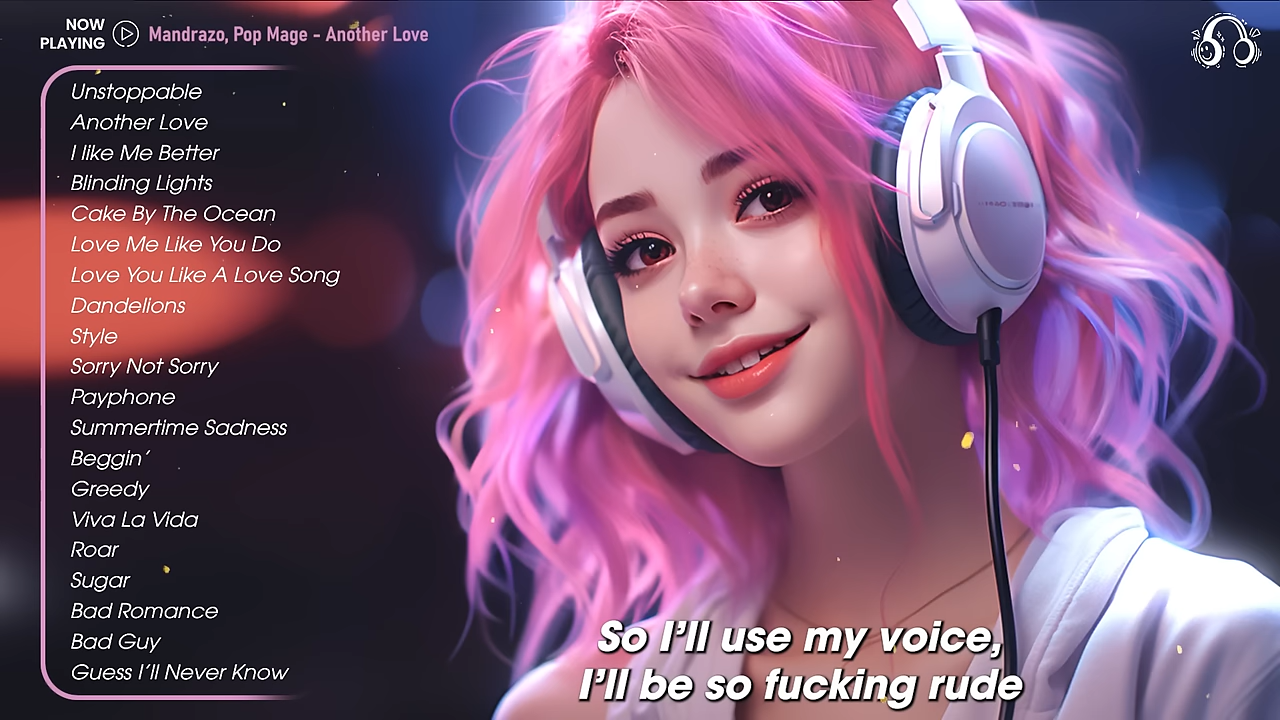 NOW
PLAYING
Mandrazo, Pop Mage - Another Love
Unstoppable
Another Love
I like Me Better
Blinding Lights
Cake By The Ocean
Love Me Like You Do
Love You Like A Love Song
Dandelions
Style
Sorry Not Sorry
Payphone
Summertime Sadness
Beggin'
Greedy
Viva La Vida
Roar
Sugar
Bad Romance
Bad Guy
Guess I'll Never Know
So I'll use my voice,
I'll be so fucking rude